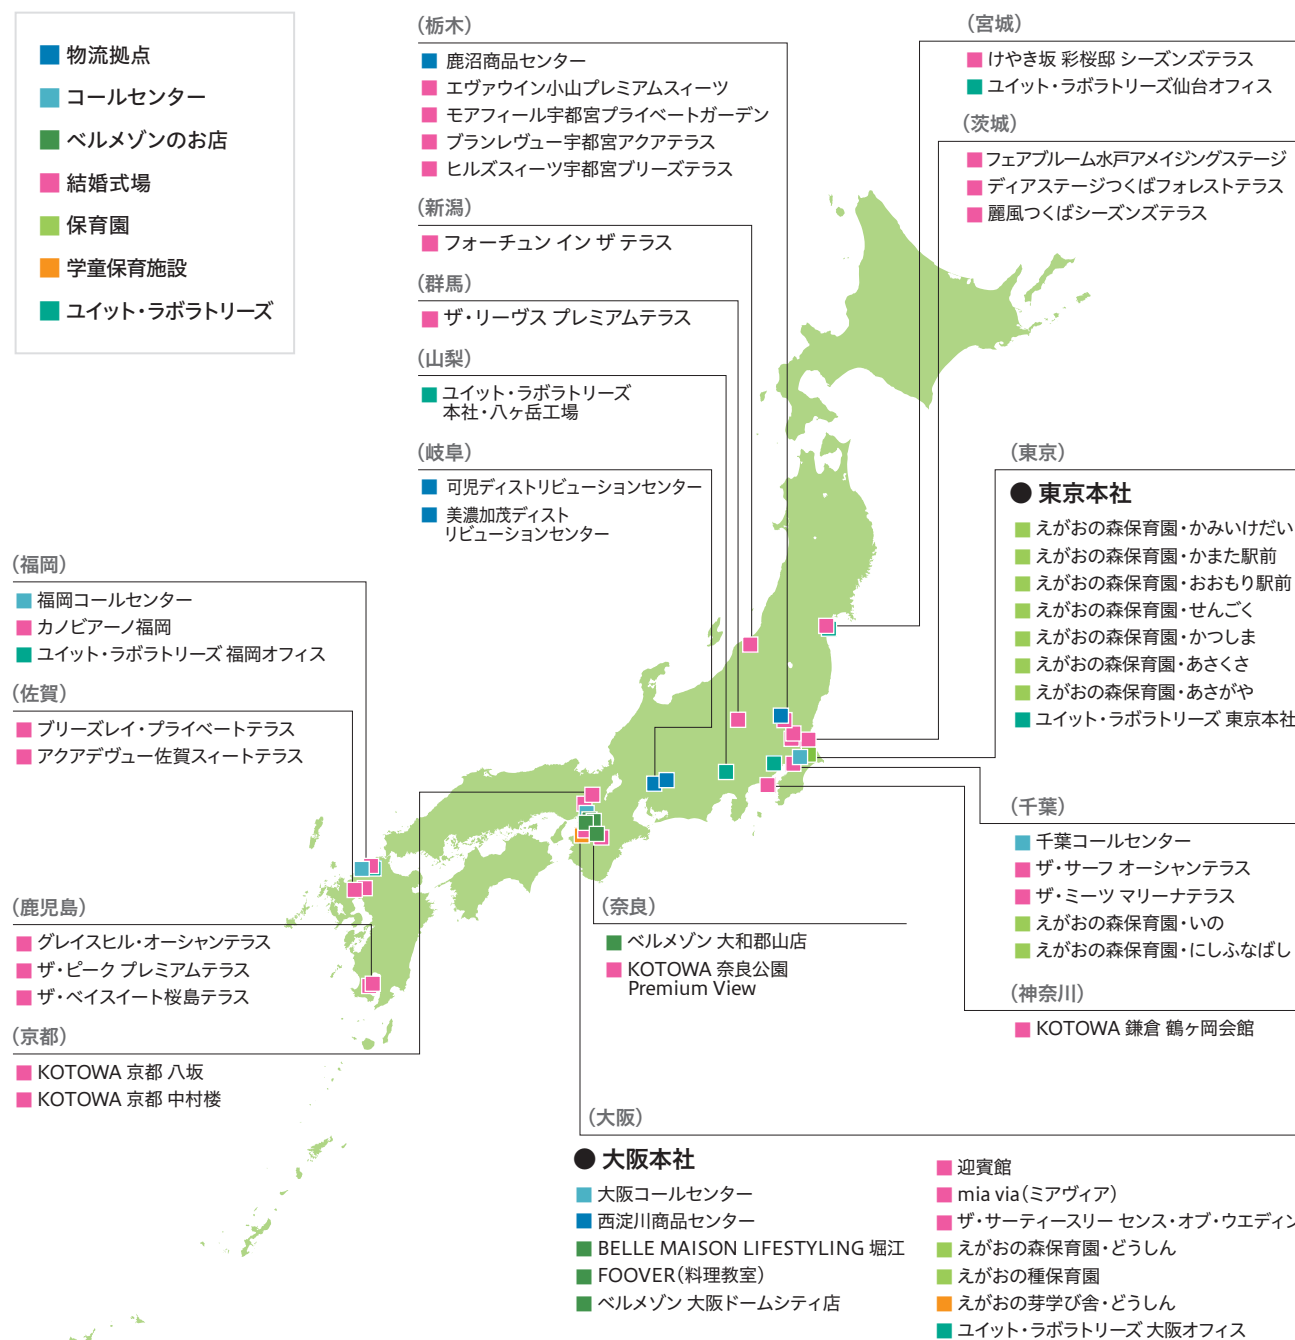 物流拠点
コールセンター
ベルメゾンのお店
結婚式場
保育園
学童保育施設
ユイット・ラボラトリーズ
（栃木）
鹿沼商品センター
エヴァウイン小山プレミアムスィーツ
モアフィール宇都宮プライベートガーデン
ブランレヴュー宇都宮アクアテラス
ヒルズスィーツ宇都宮ブリーズテラス
（新潟）
フォーチュン イン ザ テラス
（群馬）
ザ・リーヴス プレミアムテラス
（山梨）
ユイット・ラボラトリーズ
本社・八ヶ岳工場
（岐阜）
可児ディストリビューションセンター
美濃加茂ディスト
リビューションセンター
（宮城）
けやき坂 彩桜邸 シーズンズテラス
ユイット・ラボラトリーズ仙台オフィス
（茨城）
フェアブルーム水戸アメイジングステージ
ディアステージつくばフォレストテラス
麗風つくばシーズンズテラス
（東京）
● 東京本社
えがおの森保育園・かみいけだい
えがおの森保育園・かまた駅前
えがおの森保育園・おおもり駅前
えがおの森保育園・せんごく
えがおの森保育園・かつしま
えがおの森保育園・あさくさ
えがおの森保育園・あさがや
ユイット・ラボラトリーズ 東京本社
（千葉）
千葉コールセンター
ザ・サーフ オーシャンテラス
ザ・ミーツ マリーナテラス
えがおの森保育園・いの
えがおの森保育園・にしふなばし
（神奈川）
KOTOWA 鎌倉 鶴ヶ岡会館
（福岡）
福岡コールセンター
カノビアーノ福岡
ユイット・ラボラトリーズ 福岡オフィス
（佐賀）
ブリーズレイ・プライベートテラス
アクアデヴュー佐賀スィートテラス
（鹿児島）
グレイスヒル・オーシャンテラス
ザ・ピーク プレミアムテラス
ザ・ベイスイート桜島テラス
（京都）
KOTOWA 京都 八坂
KOTOWA 京都 中村楼
（奈良）
ベルメゾン 大和郡山店
KOTOWA 奈良公園
Premium View
（大阪）
● 大阪本社
大阪コールセンター
西淀川商品センター
BELLE MAISON LIFESTYLING 堀江
FOOVER（料理教室）
ベルメゾン 大阪ドームシティ店
迎賓館
mia via（ミアヴィア）
ザ・サーティースリー センス・オブ・ウエディン
えがおの森保育園・どうしん
えがおの種保育園
えがおの芽学び舎・どうしん
ユイット・ラボラトリーズ 大阪オフィス